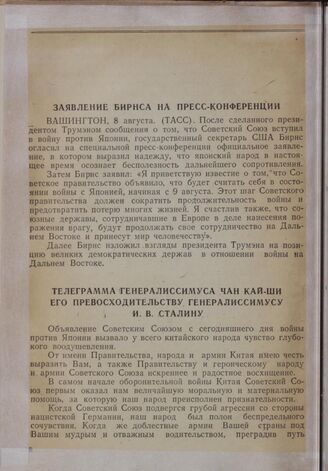 ЗАЯВЛЕНИЕ БИРНСА НА ПРЕСС-КОНФЕРЕНЦИИ
ВАШИНГТОН, 8 августа. (ТАСС). После сделанного прези-
дентом Трумэном сообщения о том, что Советский Союз вступил
в войну против Японии, государственный секретарь США Бирнс
огласил на специальной пресс-конференции официальное заявле-
ние, в котором выразил надежду, что японский народ в настоя-
щее время осознает бесполезность дальнейшего сопротивления.
Затем Бирнс заявил: «Я приветствую известие о том, что Со-
ветское правительство объявило, что будет считать себя в состоя-
нии войны с Японией, начиная с 9 августа. Этот шаг Советского
правительства должен сократить продолжительность войны и
предотвратить потерю многих жизней. Я счастлив также, что со-
юзные державы, сотрудничавшие в Европе в деле нанесения по-
ражения врагу, будут продолжать свое сотрудничество на Даль-
нем Востоке и принесут мир человечеству».
Далее Бирнс изложил взгляды президента Трумэна на пози-
цию великих демократических держав в отношении войны на
Дальнем Востоке.
ТЕЛЕГРАММА ГЕНЕРАЛИССИМУСА ЧАН КАЙ-ШИ
ЕГО ПРЕВОСХОДИТЕЛЬСТВУ ГЕНЕРАЛИССИМУСУ
И. В. СТАЛИНУ
Объявление Советским Союзом с сегодняшнего дня войны
против Японии вызвало у всего китайского народа чувство глубо-
кого воодушевления.
От имени Правительства, народа и армии Китая имею честь
выразить Вам, а также Правительству и героическому народу
и армии Советского Союза искреннее и радостное восхищение.
В самом начале оборонительной войны Китая Советский Со-
юз первым оказал нам величайшую моральную и материальную
помощь, за которую наш народ преисполнен признательности.
Когда Советский Союз подвергся грубой агрессии со стороны
нацистской Германии, наш народ был полон беспредельного
сочувствия. Когда же доблестные армии Вашей страны под
Вашим мудрым и отважным водительством, преградив путь